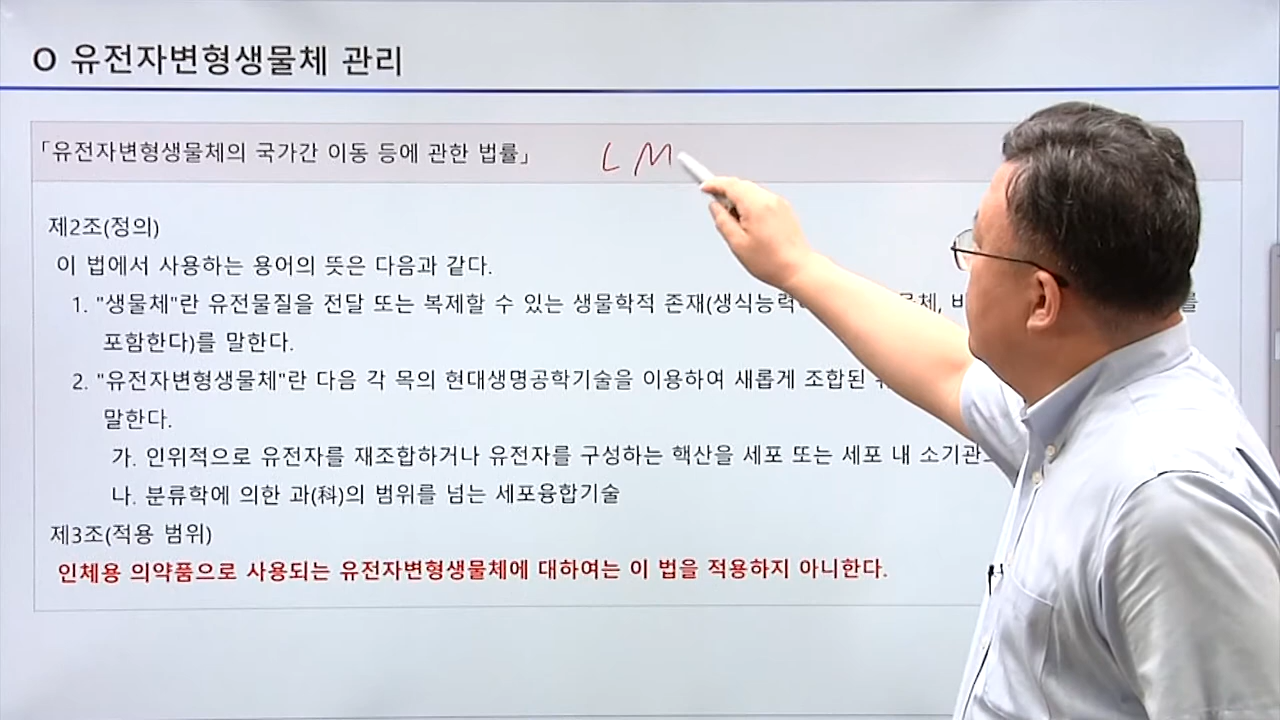 O 유전자변형생물체 관리
「유전자변형생물체의 국가간 이동 등에 관한 법률」 L M
제2조(정의)
이 법에서 사용하는 용어의 뜻은 다음과 같다.
1. "생물체"란 유전물질을 전달 또는 복제할 수 있는 생물학적 존재(생식능력
포함한다)를 말한다.
2. "유전자변형생물체"란 다음 각 목의 현대생명공학기술을 이용하여 새롭게 조합된
말한다.
가. 인위적으로 유전자를 재조합하거나 유전자를 구성하는 핵산을 세포 또는 세포 내 소기관
나. 분류학에 의한 과(科)의 범위를 넘는 세포융합기술
제3조(적용 범위)
인체용 의약품으로 사용되는 유전자변형생물체에 대하여는 이 법을 적용하지 아니한다.